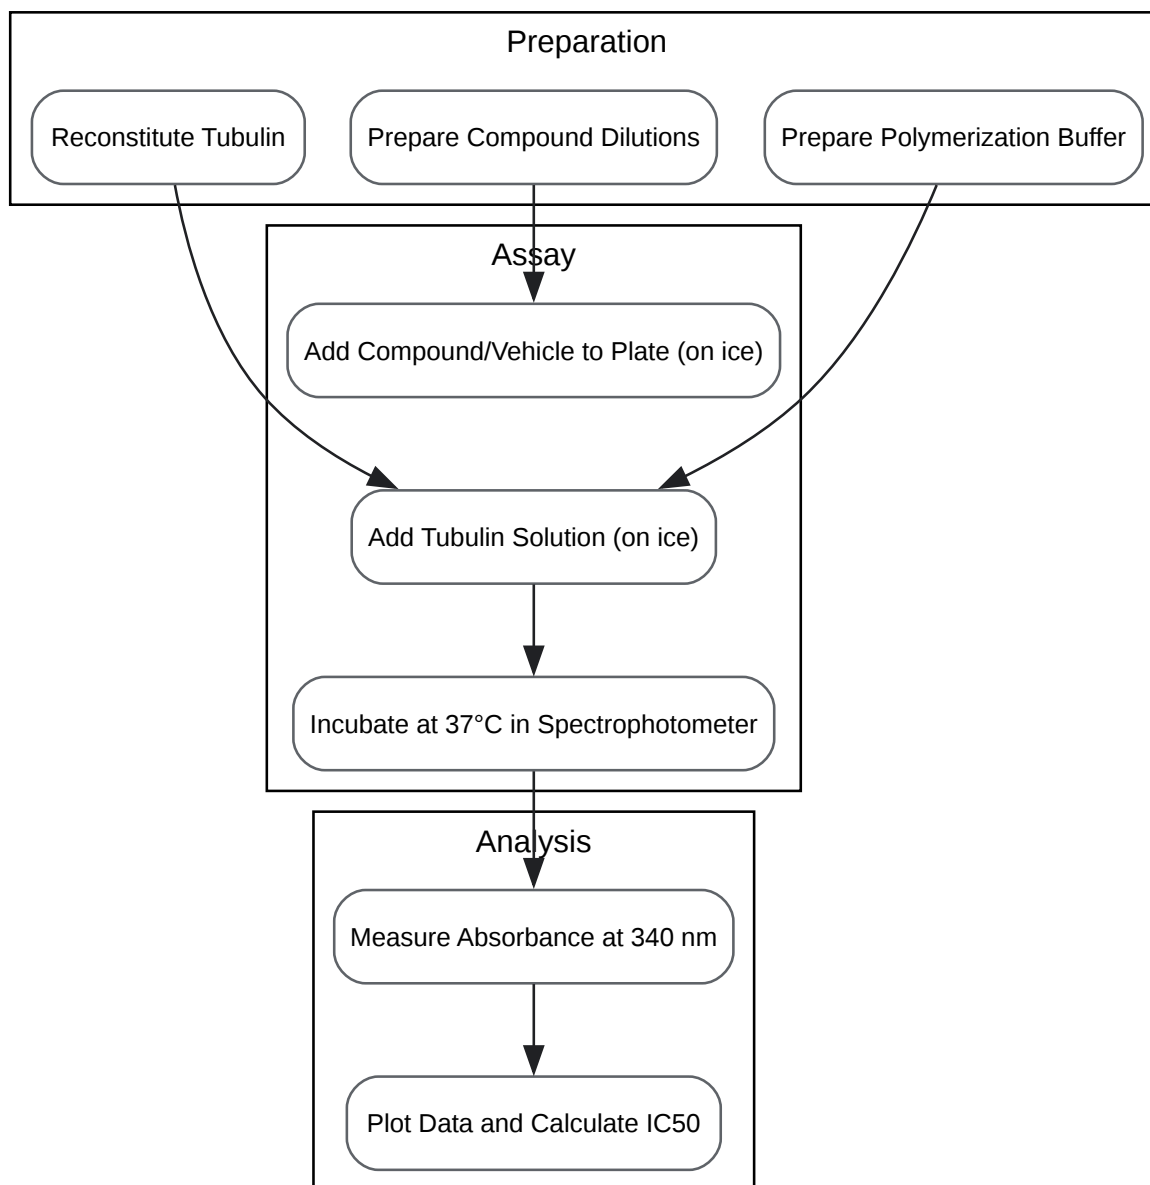 Preparation
Reconstitute Tubulin
Prepare Compound Dilutions
Prepare Polymerization Buffer
Assay
Add Compound/Vehicle to Plate (on ice)
Add Tubulin Solution (on ice)
Incubate at 37°C in Spectrophotometer
Analysis
Measure Absorbance at 340 nm
Plot Data and Calculate IC50